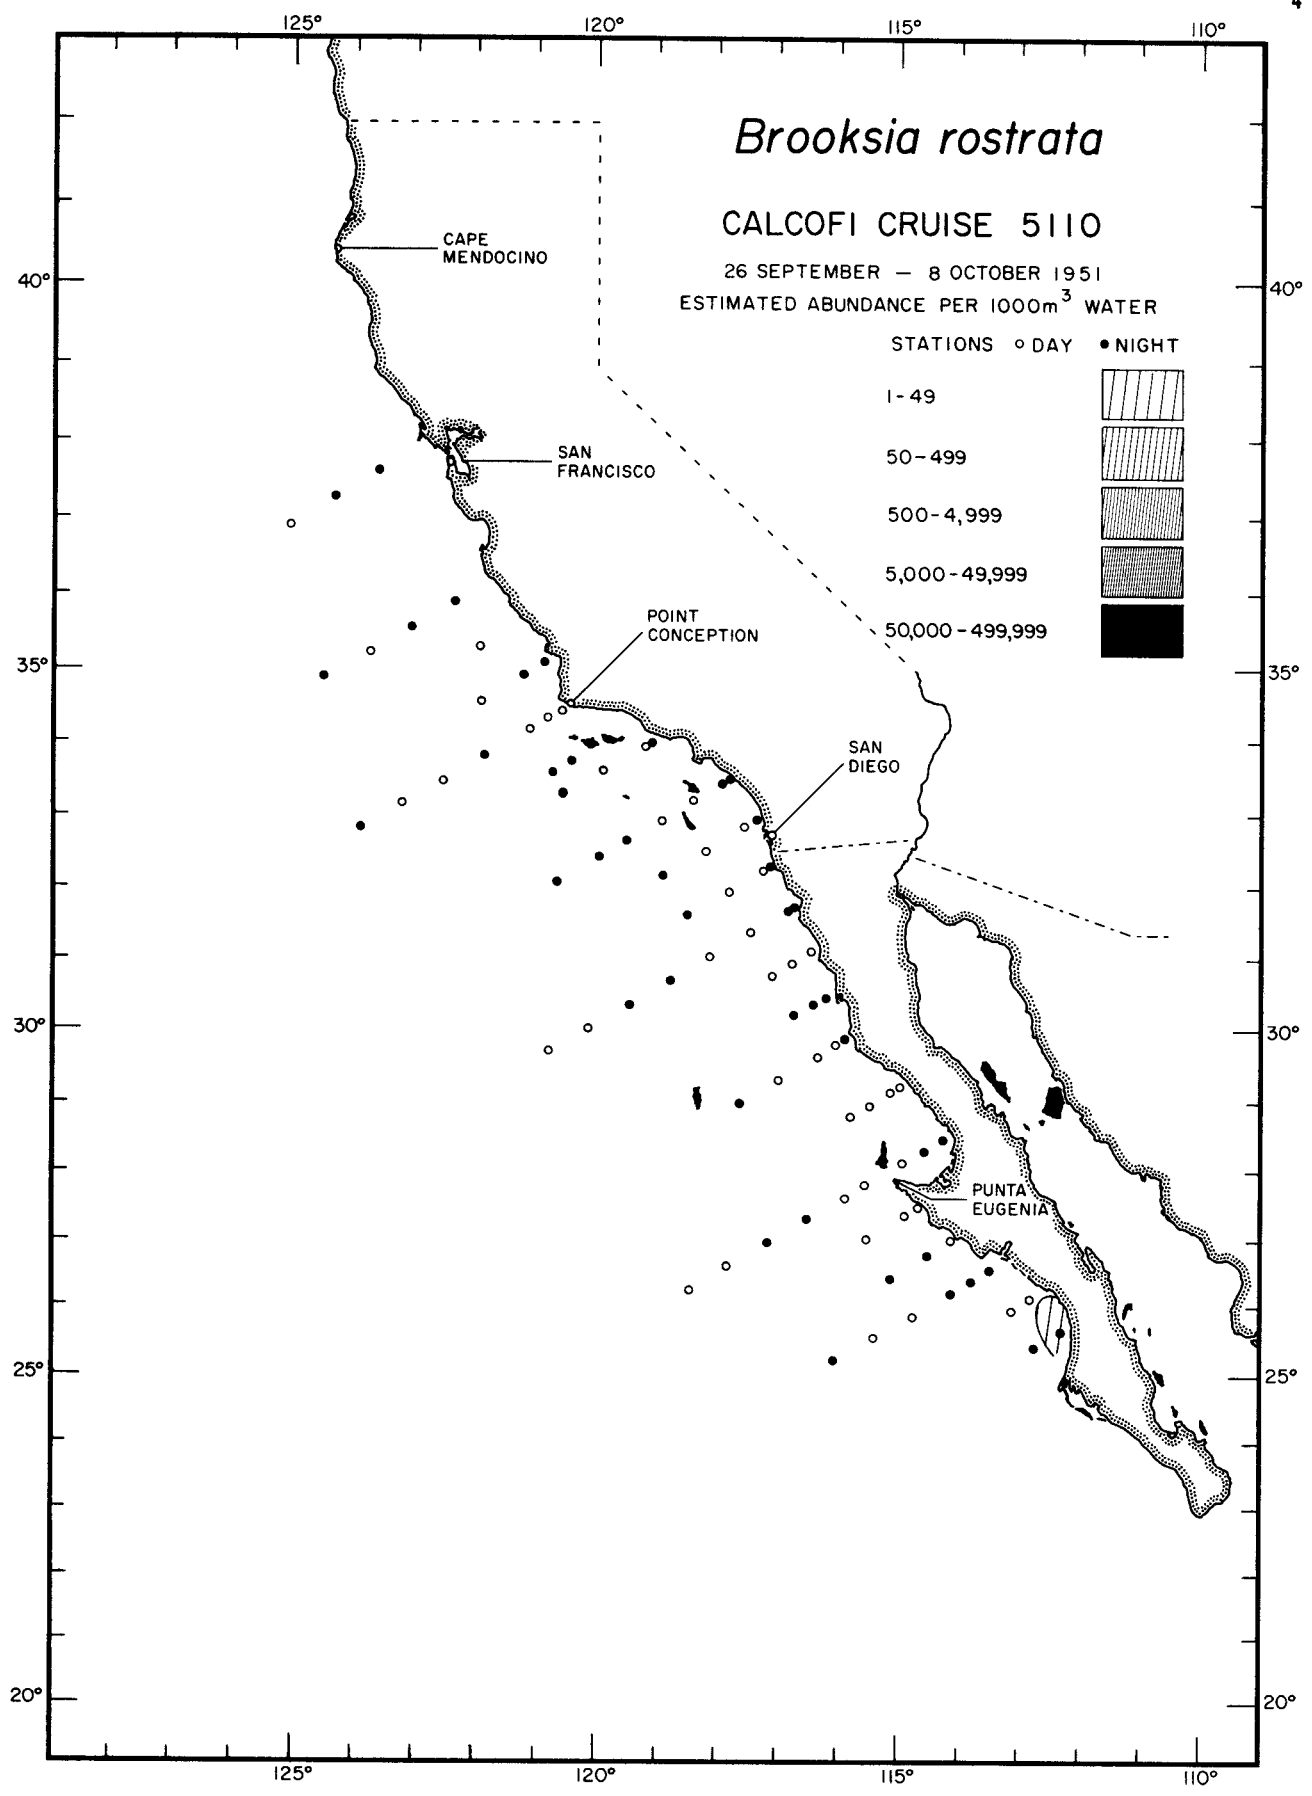 4
125° 120° 115° 110°
Brooksia rostrata
CALCOFI CRUISE 5110
26 SEPTEMBER — 8 OCTOBER 1951
ESTIMATED ABUNDANCE PER 1000m³ WATER
STATIONS ○ DAY ● NIGHT
1-49
50-499
500-4,999
5,000-49,999
50,000-499,999
CAPE
MENDOCINO
40° 40°
SAN
FRANCISCO
POINT
CONCEPTION
35° 35°
SAN
DIEGO
30° 30°
PUNTA
EUGENIA
25° 25°
20° 20°
125° 120° 115° 110°